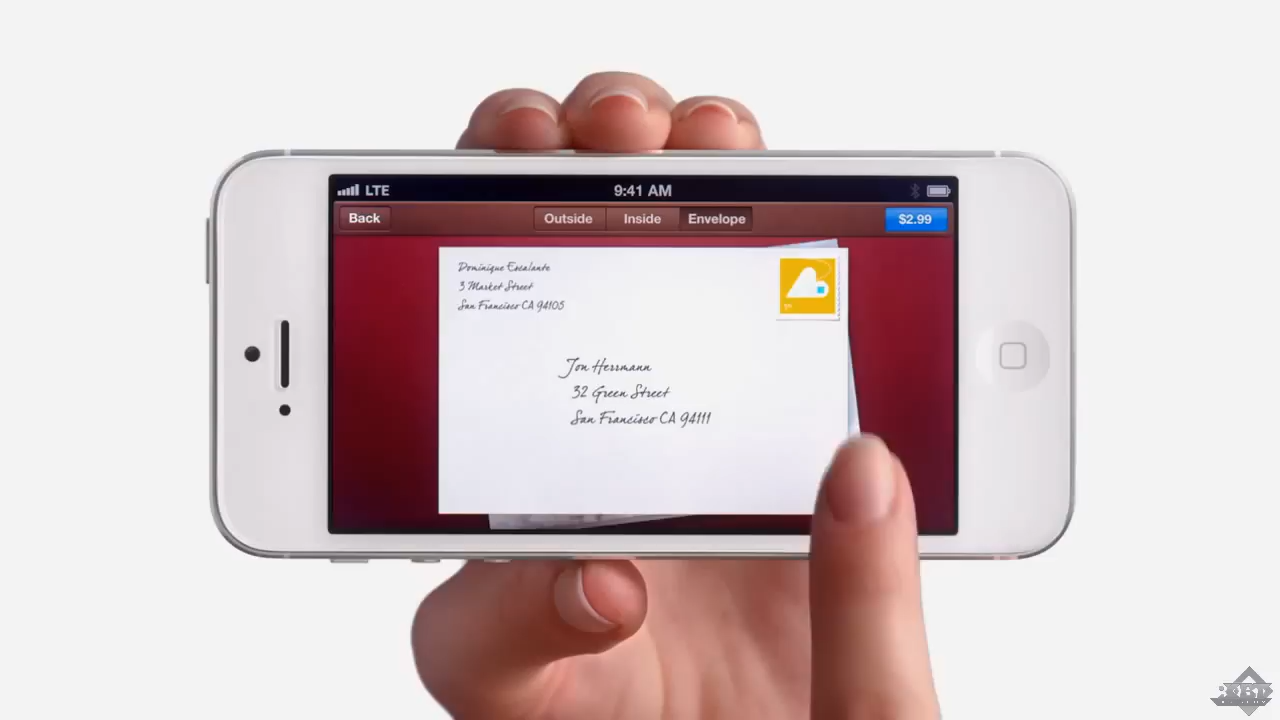 LTE
9:41 AM
Back
Outside
Inside
Envelope
$2.99
Dominique Escalante
3 Market Street
San Francisco CA 94105
Jon Herrmann
32 Green Street
San Francisco CA 94111